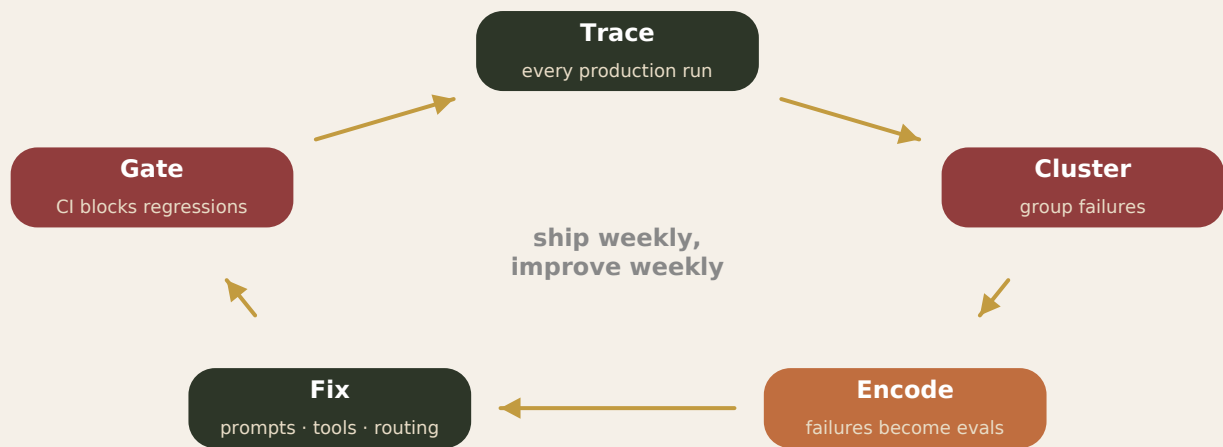 Trace
every production run
Gate
CI blocks regressions
Cluster
group failures
ship weekly,
improve weekly
Fix
prompts · tools · routing
Encode
failures become evals